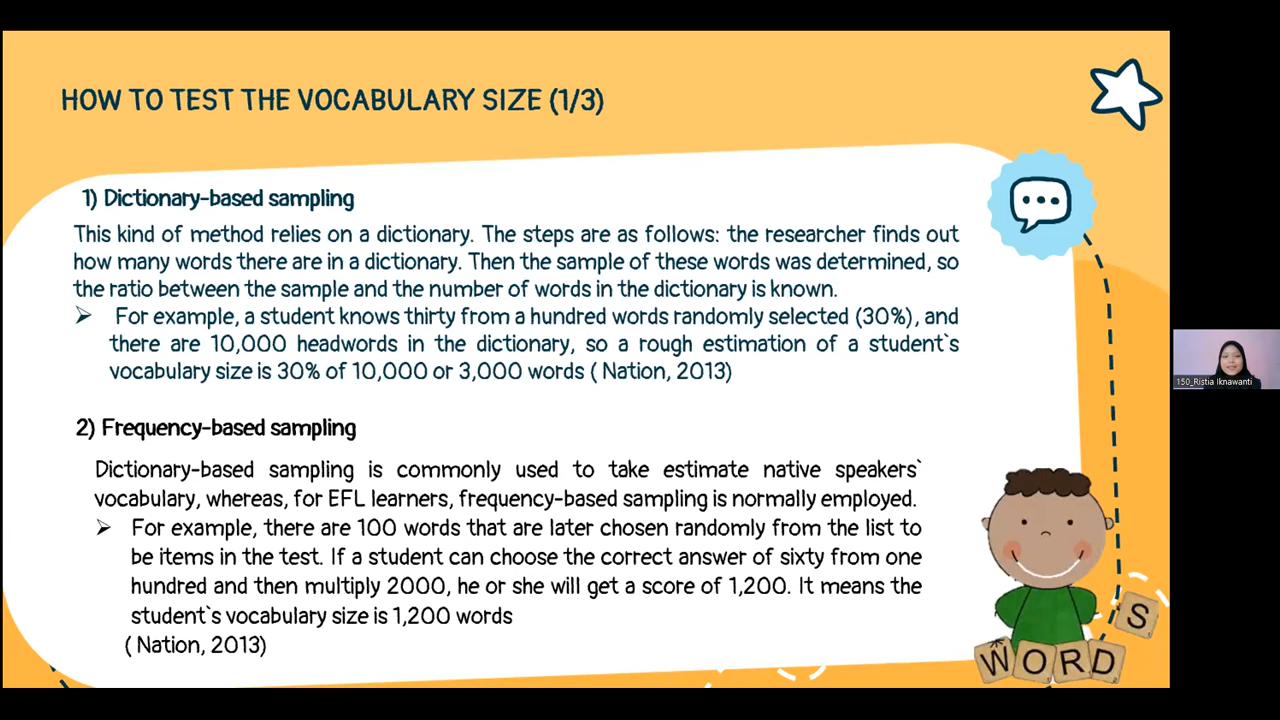 HOW TO TEST THE VOCABULARY SIZE (1/3)
1) Dictionary-based sampling
This kind of method relies on a dictionary. The steps are as follows: the researcher finds out
how many words there are in a dictionary. Then the sample of these words was determined, so
the ratio between the sample and the number of words in the dictionary is known.
➢ For example, a student knows thirty from a hundred words randomly selected (30%), and
there are 10,000 headwords in the dictionary, so a rough estimation of a student`s
vocabulary size is 30% of 10,000 or 3,000 words ( Nation, 2013)
150_Ristia Iknawanti
2) Frequency-based sampling
Dictionary-based sampling is commonly used to take estimate native speakers`
vocabulary, whereas, for EFL learners, frequency-based sampling is normally employed.
➢ For example, there are 100 words that are later chosen randomly from the list to
be items in the test. If a student can choose the correct answer of sixty from one
hundred and then multiply 2000, he or she will get a score of 1,200. It means the
student`s vocabulary size is 1,200 words
( Nation, 2013)
S
WORD